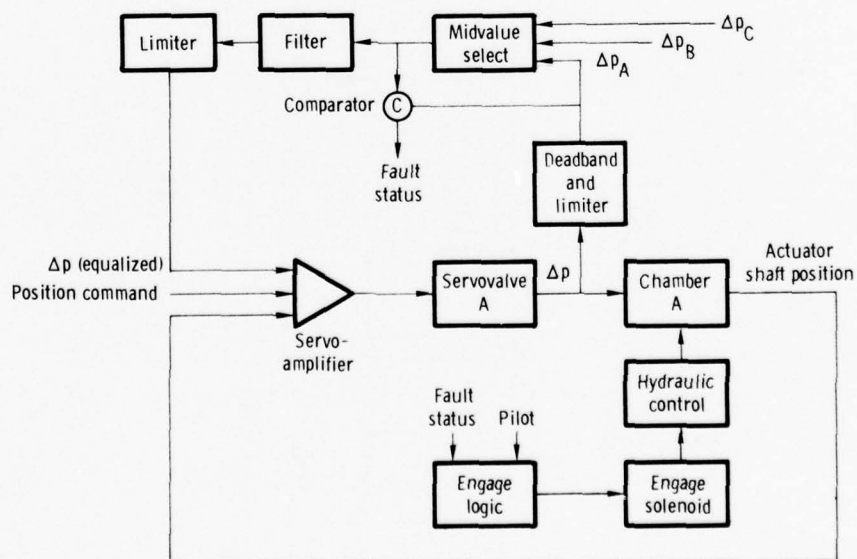 Limiter
Filter
Midvalue
select
Δp_C
Δp_B
Δp_A
Comparator
C
Fault
status
Deadband
and
limiter
Δp (equalized)
Position command
Servo-
amplifier
Servovalve
A
Δp
Chamber
A
Actuator
shaft position
Hydraulic
control
Fault
status
Pilot
Engage
logic
Engage
solenoid